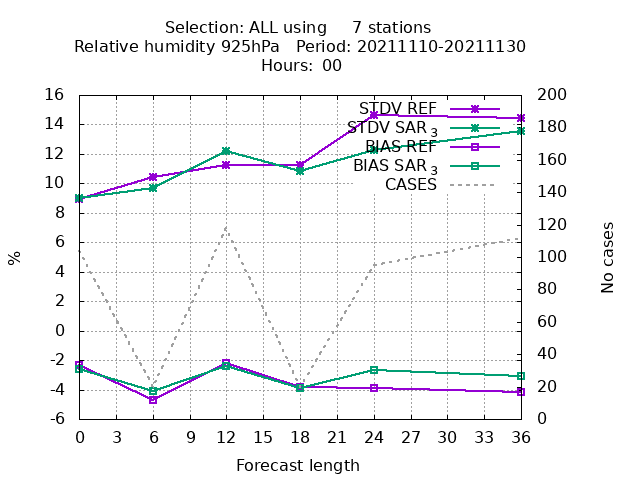 Selection: ALL using     7 stations
Relative humidity 925hPa   Period: 20211110-20211130
Hours: 00
16
14
12
10
8
6
4
2
0
-2
-4
-6
%
STDV REF
STDV SAR 3
BIAS REF
BIAS SAR 3
CASES
200
180
160
140
120
100
80
60
40
20
0
No cases
0 3 6 9 12 15 18 21 24 27 30 33 36
Forecast length